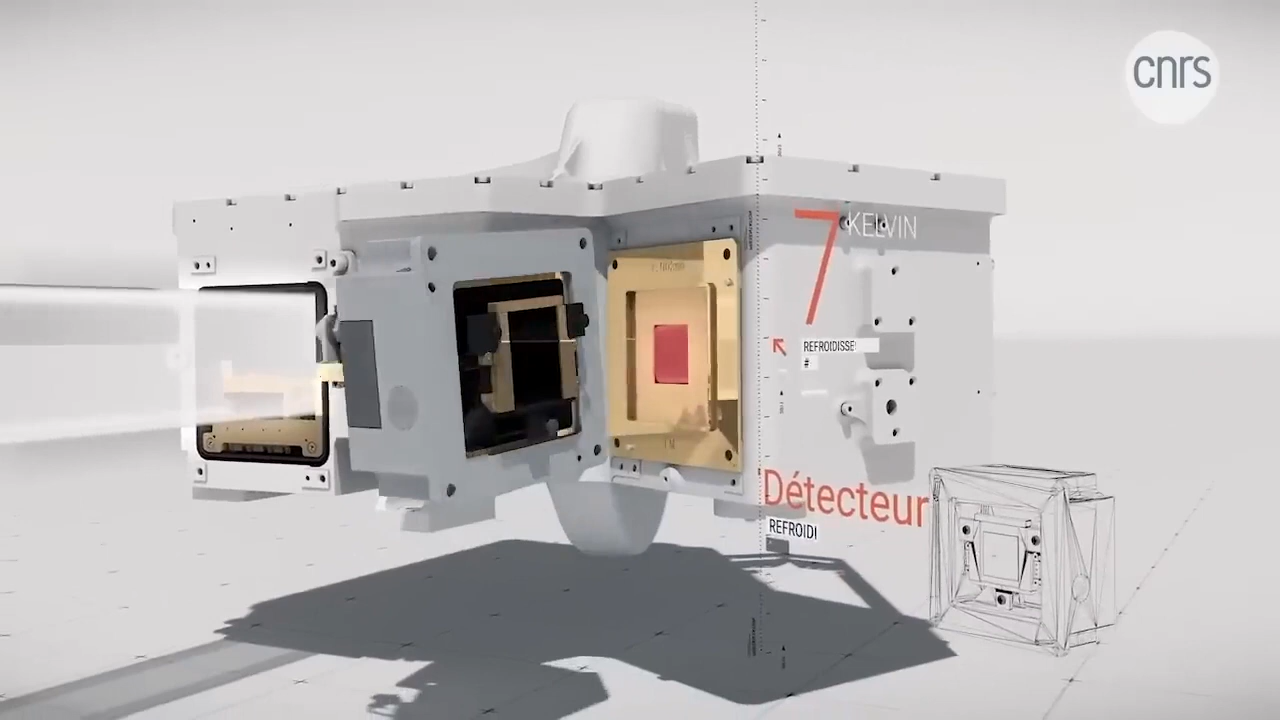 cnrs
7 KELVIN
REFROIDISSE
#
Détecteur
REFROIDI